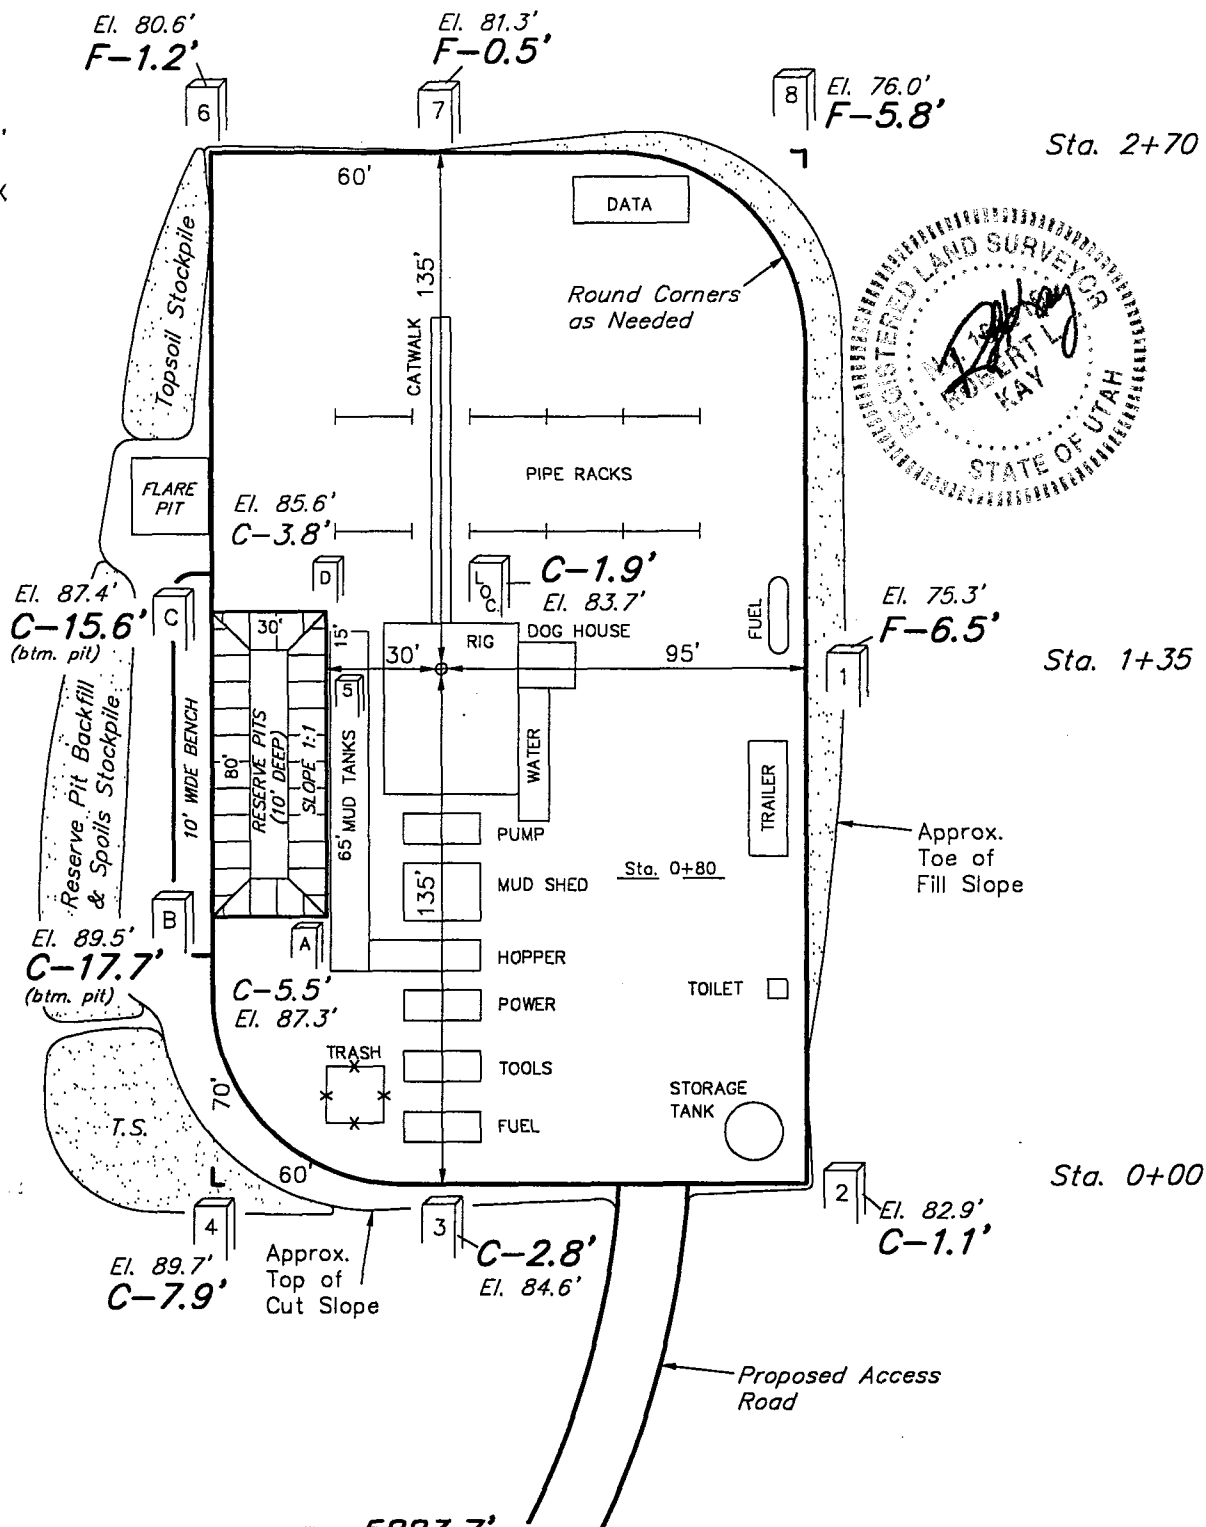 El. 80.6'
F-1.2'
El. 81.3'
F-0.5'
6
7
8
El. 76.0'
F-5.8'
Sta. 2+70
60'
DATA
135'
Topsoil Stockpile
Round Corners
as Needed
CATWALK
REGISTERED LAND SURVEYOR
ROBERT L.
KAY
STATE OF UTAH
FLARE
PIT
PIPE RACKS
El. 85.6'
C-3.8'
D
LOC.
C-1.9'
El. 83.7'
El. 87.4'
C-15.6'
(btm. pit)
C
30'
15'
RIG
DOG HOUSE
FUEL
El. 75.3'
F-6.5'
30'
95'
1
Sta. 1+35
5
Reserve Pit Backfill
& Spoils Stockpile
10' WIDE BENCH
80'
RESERVE PITS
(10' DEEP)
SLOPE 1:1
65'
MUD TANKS
WATER
TRAILER
PUMP
Approx.
Toe of
Fill Slope
MUD SHED
135'
Sta. 0+80
B
El. 89.5'
C-17.7'
(btm. pit)
A
HOPPER
C-5.5'
El. 87.3'
POWER
TOILET
TRASH
TOOLS
STORAGE
TANK
70'
T.S.
FUEL
60'
Sta. 0+00
4
3
2
El. 82.9'
C-1.1'
El. 89.7'
C-7.9'
Approx.
Top of
Cut Slope
C-2.8'
El. 84.6'
Proposed Access
Road